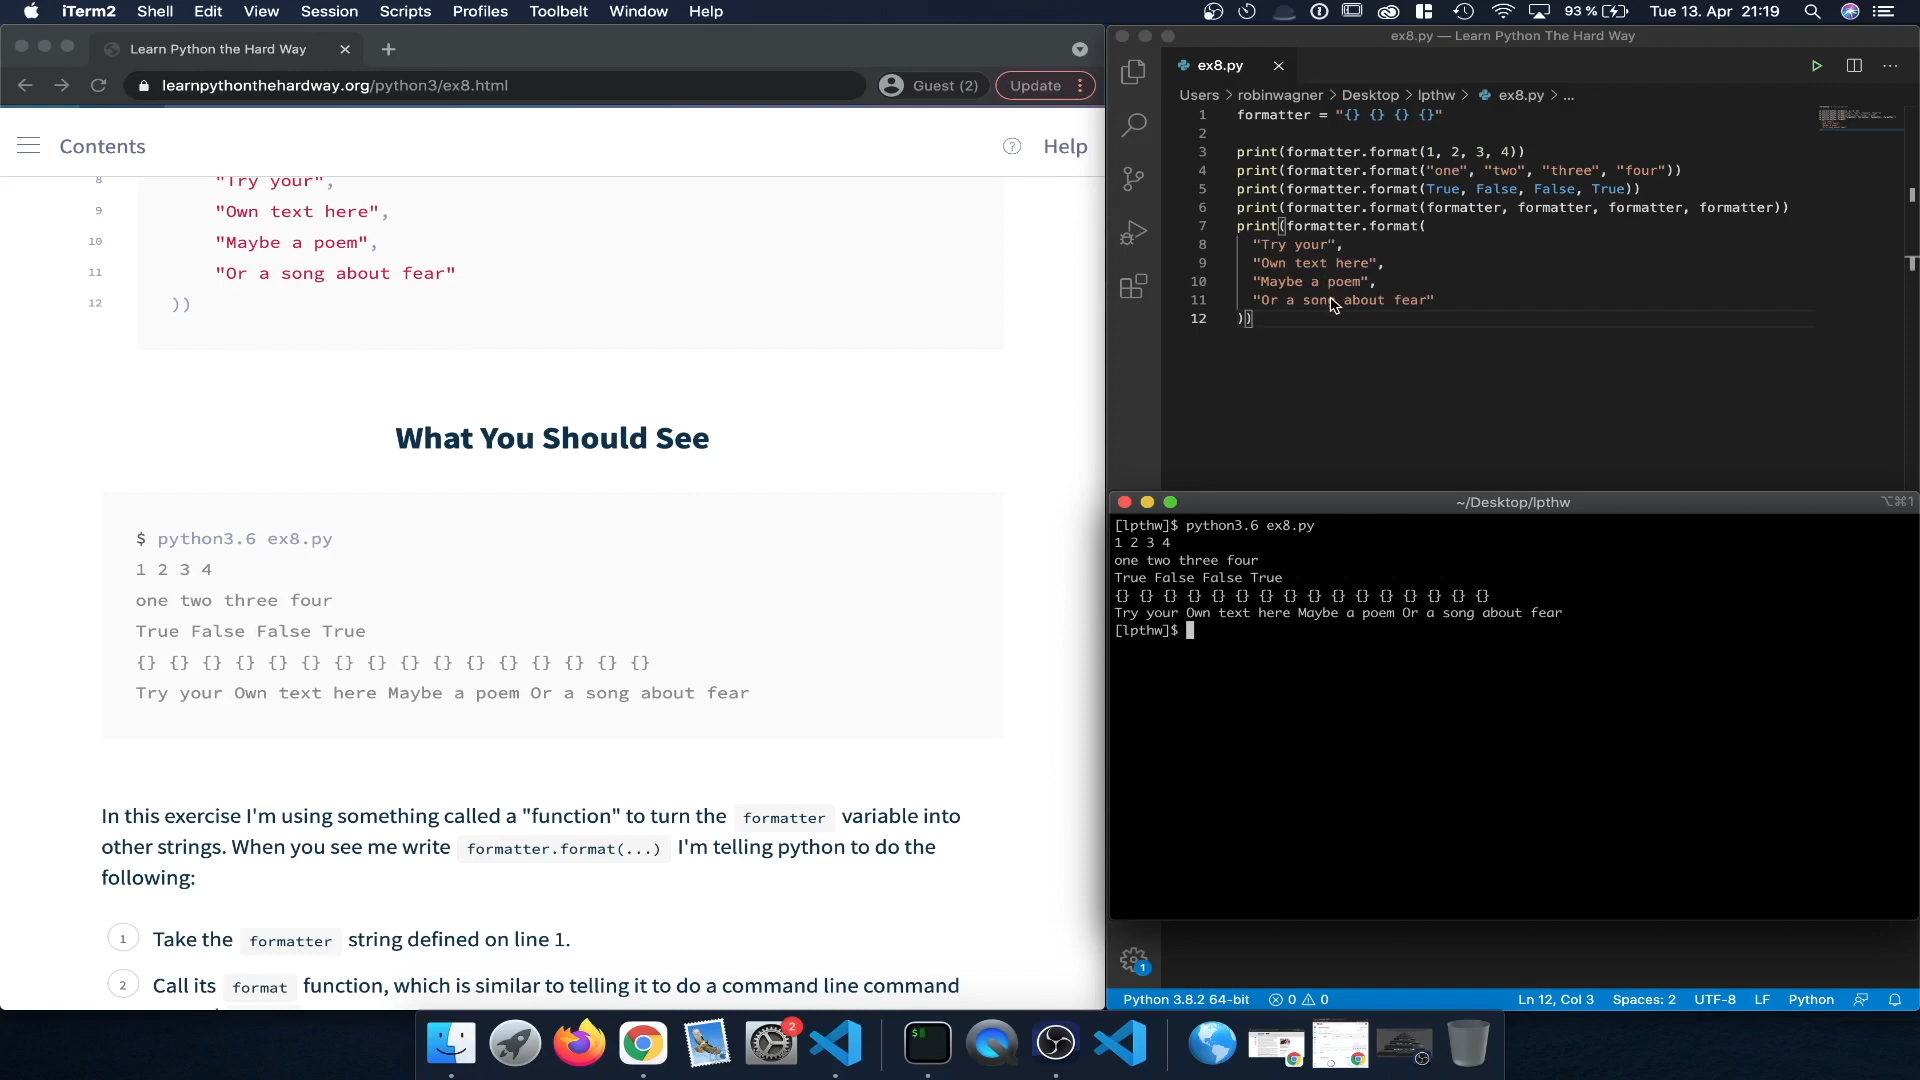 iTerm2 Shell Edit View Session Scripts Profiles Toolbelt Window Help
93 % Tue 13. Apr 21:19
Learn Python the Hard Way
learnpythonthehardway.org/python3/ex8.html
Guest (2)
Update
Contents
Help
8 "Try your",
9 "Own text here",
10 "Maybe a poem",
11 "Or a song about fear"
12 ))
What You Should See
$ python3.6 ex8.py
1 2 3 4
one two three four
True False False True
{} {} {} {} {} {} {} {} {} {} {} {} {} {} {} {}
Try your Own text here Maybe a poem Or a song about fear
In this exercise I'm using something called a "function" to turn the formatter variable into
other strings. When you see me write formatter.format(...) I'm telling python to do the
following:
1 Take the formatter string defined on line 1.
2 Call its format function, which is similar to telling it to do a command line command
ex8.py — Learn Python The Hard Way
ex8.py
Users > robinwagner > Desktop > lpthw > ex8.py > ...
1 formatter = "{} {} {} {}"
2
3 print(formatter.format(1, 2, 3, 4))
4 print(formatter.format("one", "two", "three", "four"))
5 print(formatter.format(True, False, False, True))
6 print(formatter.format(formatter, formatter, formatter, formatter))
7 print(formatter.format(
8 "Try your",
9 "Own text here",
10 "Maybe a poem",
11 "Or a song about fear"
12 ))
~/Desktop/lpthw
⌥⌘1
[lpthw]$ python3.6 ex8.py
1 2 3 4
one two three four
True False False True
{} {} {} {} {} {} {} {} {} {} {} {} {} {} {} {}
Try your Own text here Maybe a poem Or a song about fear
[lpthw]$
1
Python 3.8.2 64-bit 0 0 Ln 12, Col 3 Spaces: 2 UTF-8 LF Python
2
$